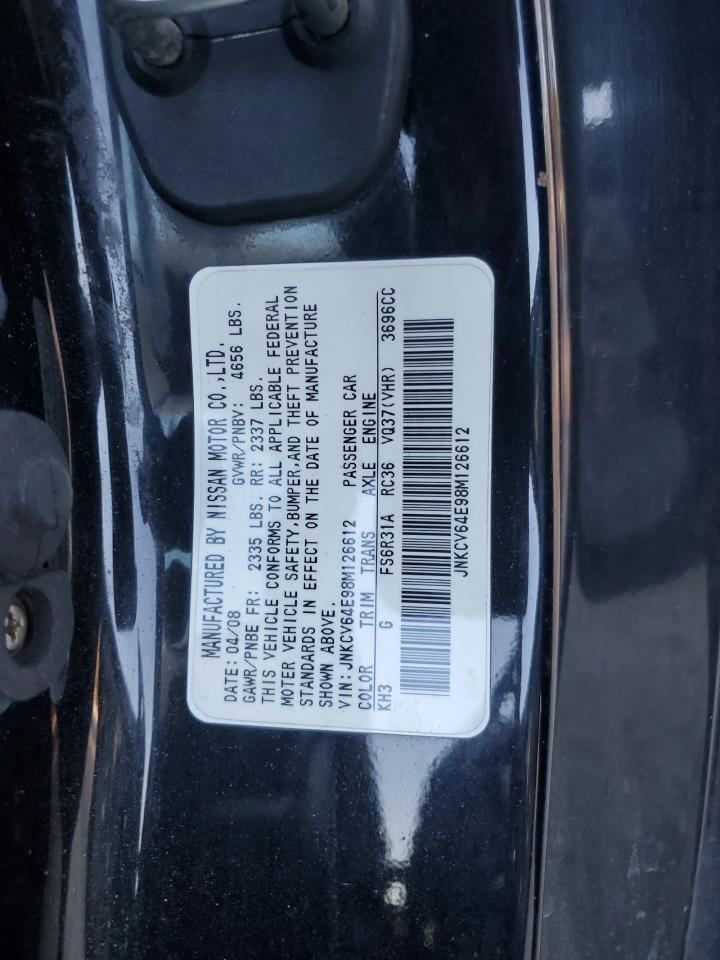 MANUFACTURED BY NISSAN MOTOR CO.,LTD.
DATE: 04/08 GVWR/PNBV: 4656 LBS.
GAWR/PNBE FR: 2335 LBS. RR: 2337 LBS.
THIS VEHICLE CONFORMS TO ALL APPLICABLE FEDERAL
MOTOR VEHICLE SAFETY,BUMPER,AND THEFT PREVENTION
STANDARDS IN EFFECT ON THE DATE OF MANUFACTURE
SHOWN ABOVE.
VIN: JNKCV64E98M126612 PASSENGER CAR
COLOR TRIM TRANS AXLE ENGINE
KH3 G FS6R31A RC36 VQ37(VHR) 3696CC
JNKCV64E98M126612